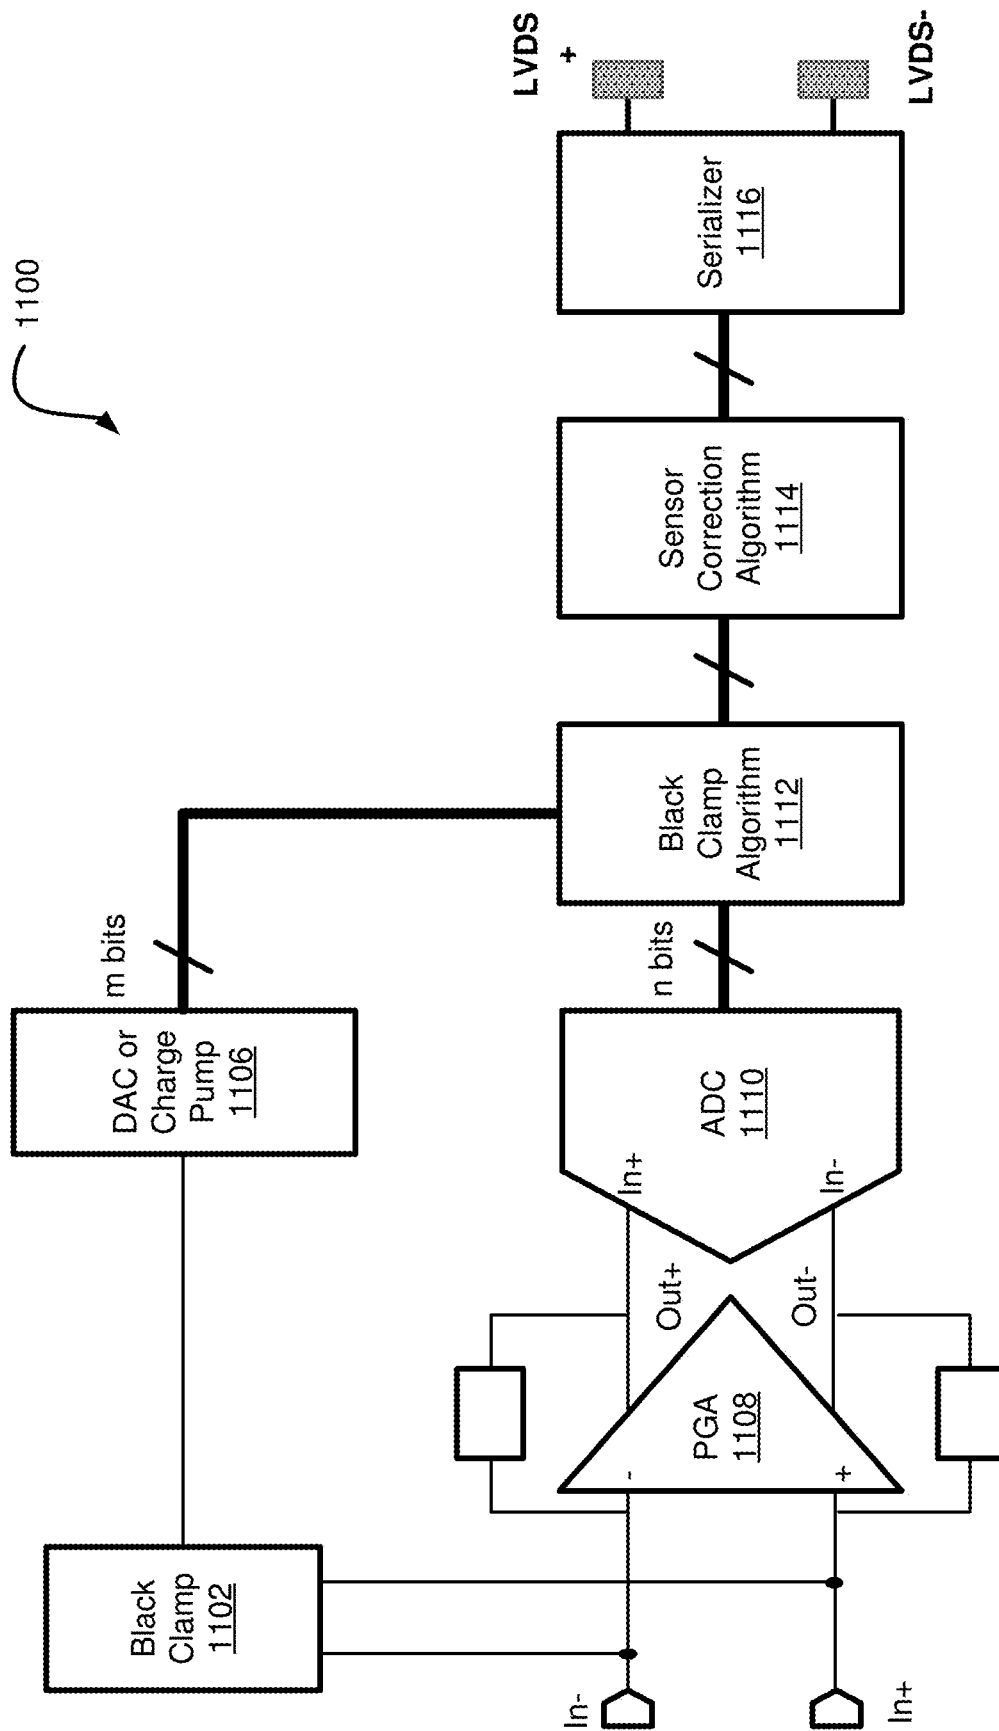 1100
Black
Clamp
1102
DAC or
Charge
Pump
1106
m bits
In-
In+
-
+
PGA
1108
Out+
Out-
In+
In-
ADC
1110
n bits
Black
Clamp
Algorithm
1112
Sensor
Correction
Algorithm
1114
Serializer
1116
LVDS
+
LVDS-